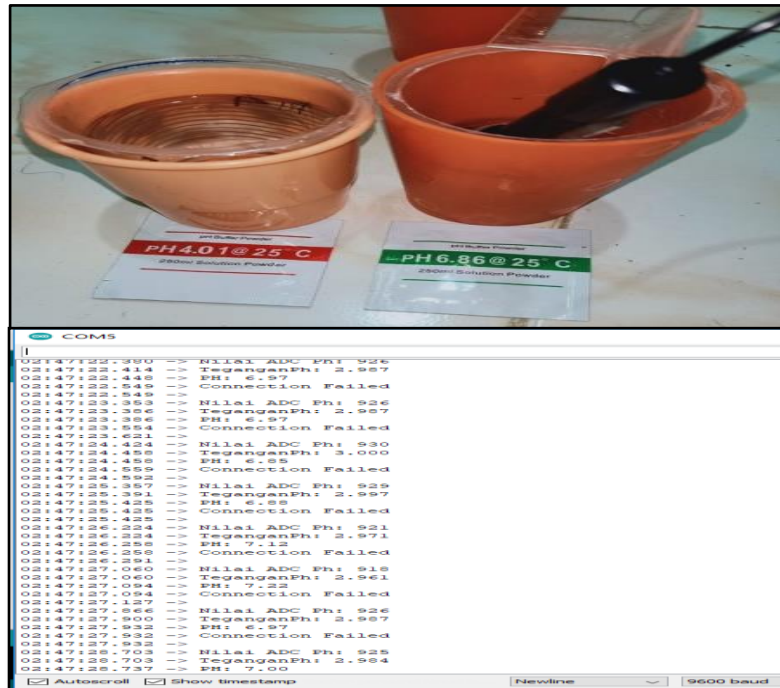 pH Buffer Powder
PH 4.01@ 25°C
250ml Solution Powder
pH Buffer Powder
PH 6.86@ 25°C
250ml Solution Powder
COM5
02:47:22.380 -> Nilai ADC Ph: 926
02:47:22.414 -> TeganganPh: 2.987
02:47:22.448 -> PH: 6.97
02:47:22.549 -> Connection Failed
02:47:22.549 ->
02:47:23.353 -> Nilai ADC Ph: 926
02:47:23.386 -> TeganganPh: 2.987
02:47:23.386 -> PH: 6.97
02:47:23.554 -> Connection Failed
02:47:23.621 ->
02:47:24.424 -> Nilai ADC Ph: 930
02:47:24.458 -> TeganganPh: 3.000
02:47:24.458 -> PH: 6.85
02:47:24.559 -> Connection Failed
02:47:24.592 ->
02:47:25.357 -> Nilai ADC Ph: 929
02:47:25.391 -> TeganganPh: 2.997
02:47:25.425 -> PH: 6.88
02:47:25.425 -> Connection Failed
02:47:25.425 ->
02:47:26.224 -> Nilai ADC Ph: 921
02:47:26.224 -> TeganganPh: 2.971
02:47:26.258 -> PH: 7.12
02:47:26.258 -> Connection Failed
02:47:26.291 ->
02:47:27.060 -> Nilai ADC Ph: 918
02:47:27.060 -> TeganganPh: 2.961
02:47:27.094 -> PH: 7.22
02:47:27.094 -> Connection Failed
02:47:27.127 ->
02:47:27.866 -> Nilai ADC Ph: 926
02:47:27.900 -> TeganganPh: 2.987
02:47:27.932 -> PH: 6.97
02:47:27.932 -> Connection Failed
02:47:27.932 ->
02:47:28.703 -> Nilai ADC Ph: 925
02:47:28.703 -> TeganganPh: 2.984
02:47:28.737 -> PH: 7.00
Autoscroll Show timestamp Newline 9600 baud